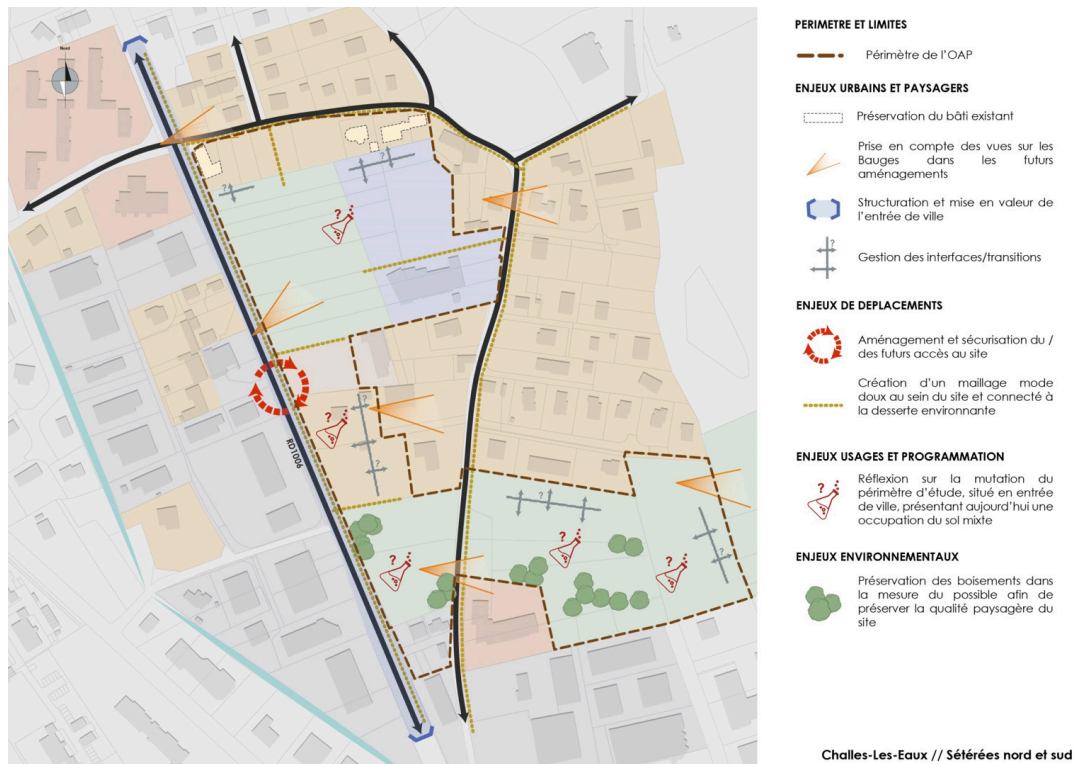 Nord
RD1006
?
?
?
?
?
?
?
?
?
?
?
PERIMETRE ET LIMITES
Périmètre de l'OAP
ENJEUX URBAINS ET PAYSAGERS
Préservation du bâti existant
Prise en compte des vues sur les
Bauges dans les futurs
aménagements
Structuration et mise en valeur de
l'entrée de ville
?
Gestion des interfaces/transitions
ENJEUX DE DEPLACEMENTS
Aménagement et sécurisation du /
des futurs accès au site
Création d'un maillage mode
doux au sein du site et connecté à
la desserte environnante
ENJEUX USAGES ET PROGRAMMATION
?
Réflexion sur la mutation du
périmètre d'étude, situé en entrée
de ville, présentant aujourd'hui une
occupation du sol mixte
ENJEUX ENVIRONNEMENTAUX
Préservation des boisements dans
la mesure du possible afin de
préserver la qualité paysagère du
site
Challes-Les-Eaux // Sétérées nord et sud